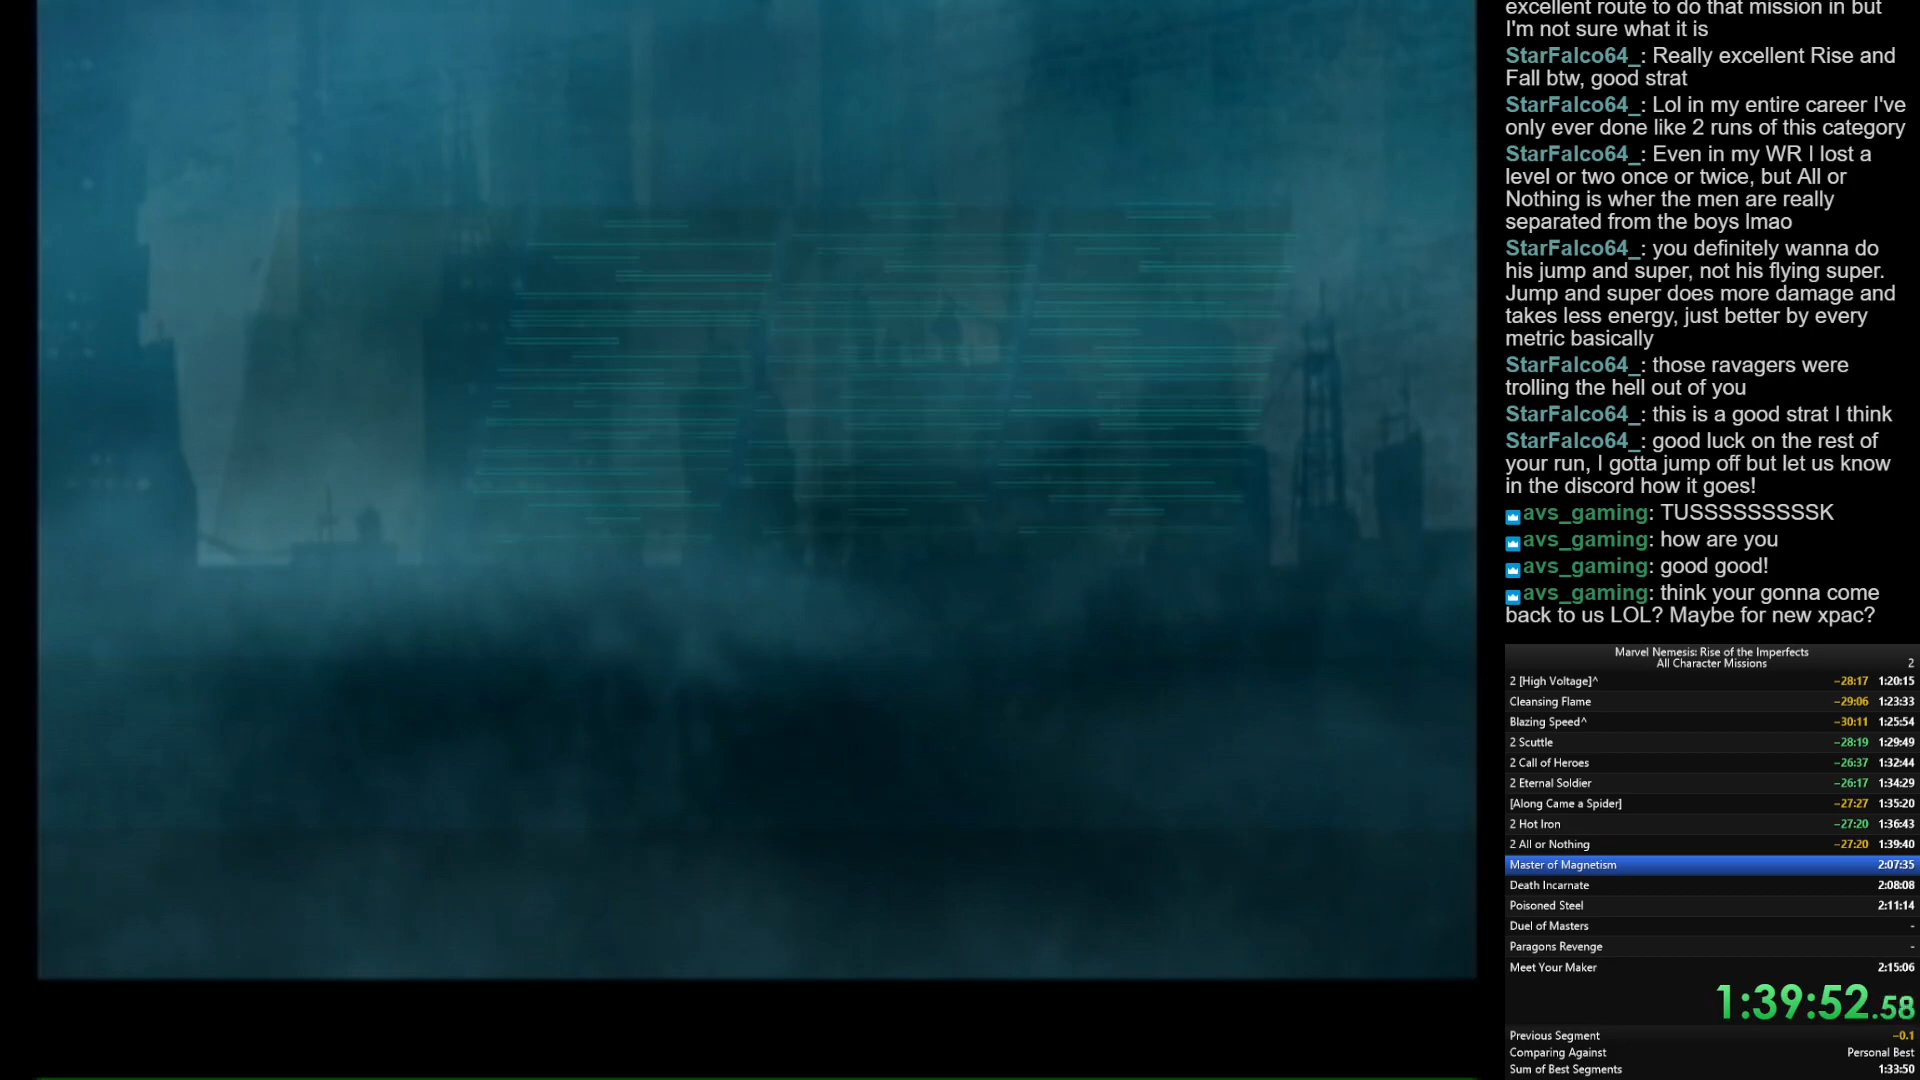 excellent route to do that mission in but
I'm not sure what it is
StarFalco64_: Really excellent Rise and
Fall btw, good strat
StarFalco64_: Lol in my entire career I've
only ever done like 2 runs of this category
StarFalco64_: Even in my WR I lost a
level or two once or twice, but All or
Nothing is wher the men are really
separated from the boys lmao
StarFalco64_: you definitely wanna do
his jump and super, not his flying super.
Jump and super does more damage and
takes less energy, just better by every
metric basically
StarFalco64_: those ravagers were
trolling the hell out of you
StarFalco64_: this is a good strat I think
StarFalco64_: good luck on the rest of
your run, I gotta jump off but let us know
in the discord how it goes!
avs_gaming: TUSSSSSSSSSK
avs_gaming: how are you
avs_gaming: good good!
avs_gaming: think your gonna come
back to us LOL? Maybe for new xpac?
Marvel Nemesis: Rise of the Imperfects
All Character Missions 2
2 [High Voltage]^ −28:17 1:20:15
Cleansing Flame −29:06 1:23:33
Blazing Speed^ −30:11 1:25:54
2 Scuttle −28:19 1:29:49
2 Call of Heroes −26:37 1:32:44
2 Eternal Soldier −26:17 1:34:29
[Along Came a Spider] −27:27 1:35:20
2 Hot Iron −27:20 1:36:43
2 All or Nothing −27:20 1:39:40
Master of Magnetism 2:07:35
Death Incarnate 2:08:08
Poisoned Steel 2:11:14
Duel of Masters -
Paragons Revenge -
Meet Your Maker 2:15:06
1:39:52.58
Previous Segment −0.1
Comparing Against Personal Best
Sum of Best Segments 1:33:50